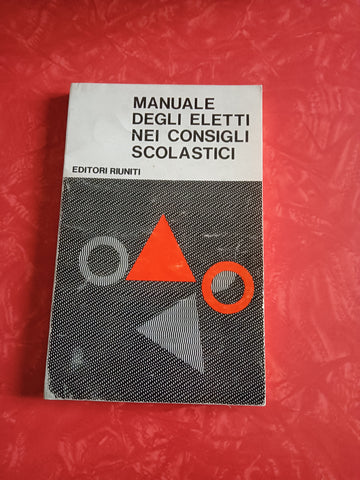 MANUALE
DEGLI ELETTI
NEI CONSIGLI
SCOLASTICI
EDITORI RIUNITI